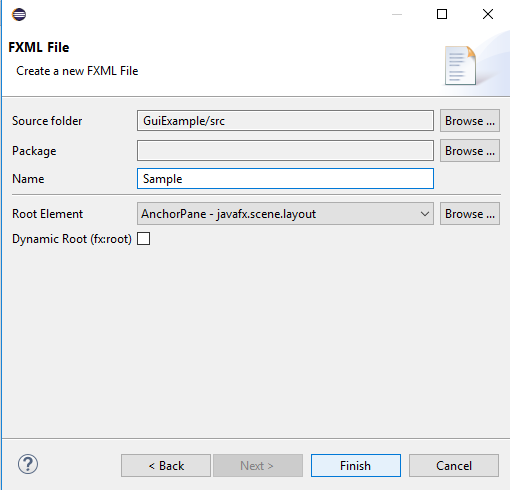 FXML File
Create a new FXML File
Source folder GuiExample/src Browse ...
Package Browse ...
Name Sample
Root Element AnchorPane - javafx.scene.layout Browse ...
Dynamic Root (fx:root)
? < Back Next > Finish Cancel